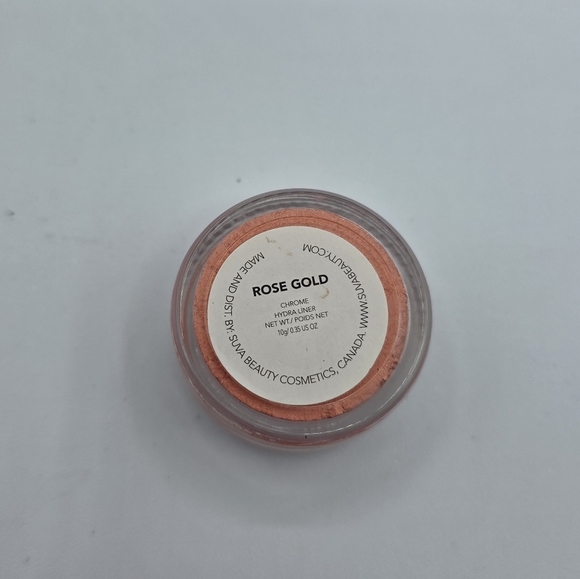 ROSE GOLD
CHROME
HYDRA LINER
NET WT / POIDS NET
10g/ 0.35 US OZ
MADE AND DIST. BY: SUVA BEAUTY COSMETICS, CANADA. WWW.SUVABEAUTY.COM